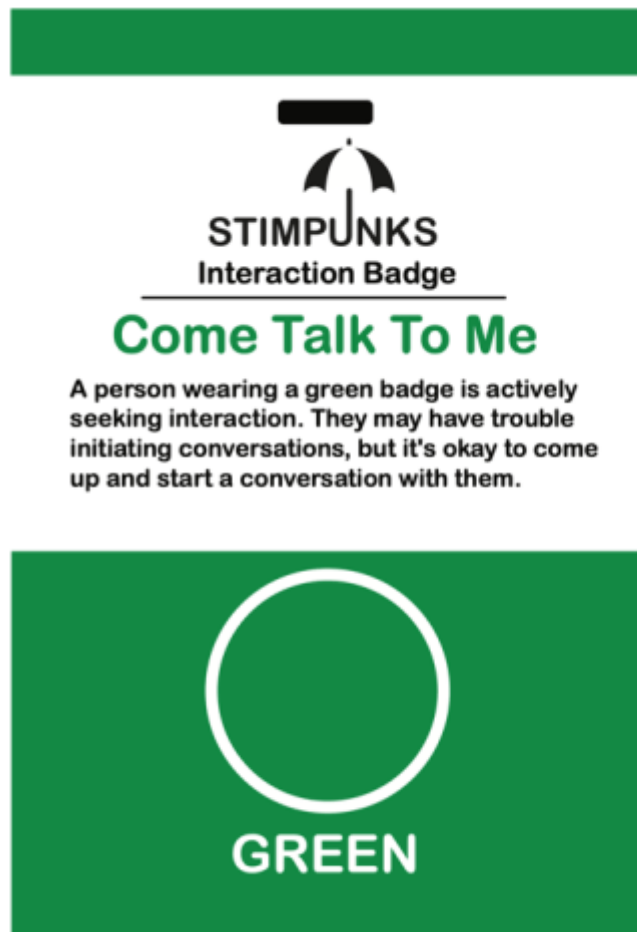 STIMPUNKS
Interaction Badge
Come Talk To Me
A person wearing a green badge is actively
seeking interaction. They may have trouble
initiating conversations, but it's okay to come
up and start a conversation with them.
GREEN